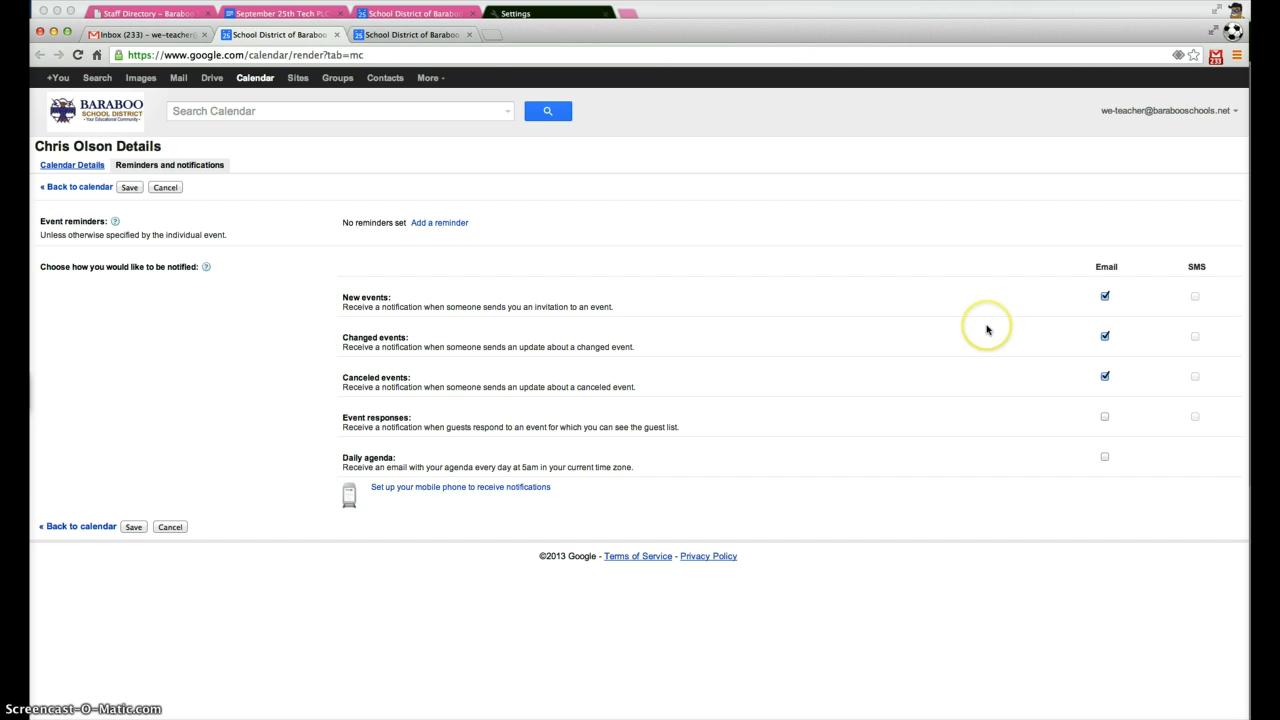 Staff Directory – Baraboo
September 25th Tech PLC
School District of Baraboo
Settings
Inbox (233) – we-teacher@
School District of Baraboo
School District of Baraboo
https://www.google.com/calendar/render?tab=mc
233
+You Search Images Mail Drive Calendar Sites Groups Contacts More
BARABOO
SCHOOL DISTRICT
Your Educational Community
Search Calendar
we-teacher@barabooschools.net
Chris Olson Details
Calendar Details Reminders and notifications
« Back to calendar Save Cancel
Event reminders: ?
Unless otherwise specified by the individual event.
No reminders set Add a reminder
Choose how you would like to be notified: ?
Email SMS
New events:
Receive a notification when someone sends you an invitation to an event.
Changed events:
Receive a notification when someone sends an update about a changed event.
Canceled events:
Receive a notification when someone sends an update about a canceled event.
Event responses:
Receive a notification when guests respond to an event for which you can see the guest list.
Daily agenda:
Receive an email with your agenda every day at 5am in your current time zone.
Set up your mobile phone to receive notifications
« Back to calendar Save Cancel
©2013 Google - Terms of Service - Privacy Policy
Screencast-O-Matic.com